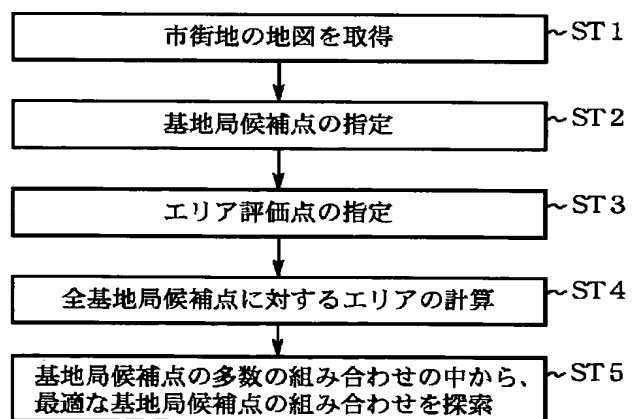 市街地の地図を取得
~ST1
基地局候補点の指定
~ST2
エリア評価点の指定
~ST3
全基地局候補点に対するエリアの計算
~ST4
基地局候補点の多数の組み合わせの中から、
最適な基地局候補点の組み合わせを探索
~ST5